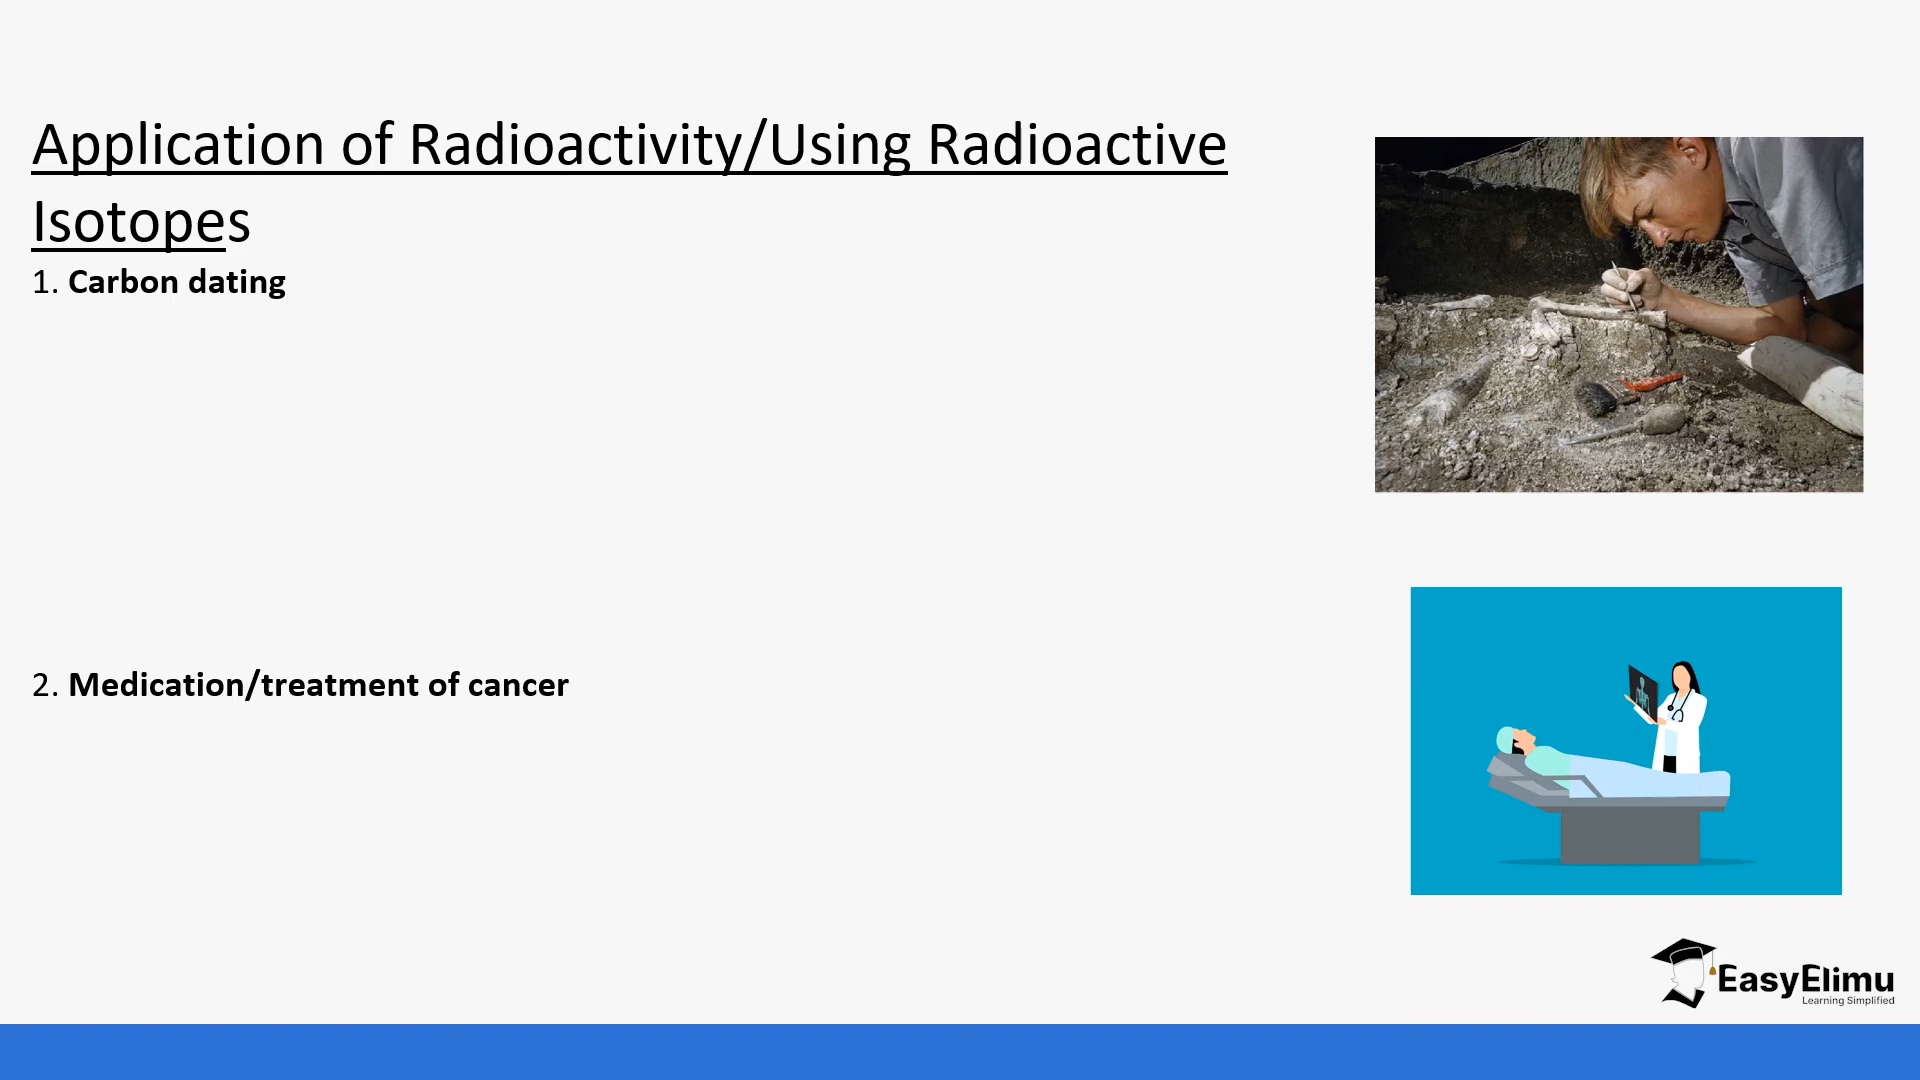 Application of Radioactivity/Using Radioactive
Isotopes
1. Carbon dating
2. Medication/treatment of cancer
EasyElimu
Learning Simplified